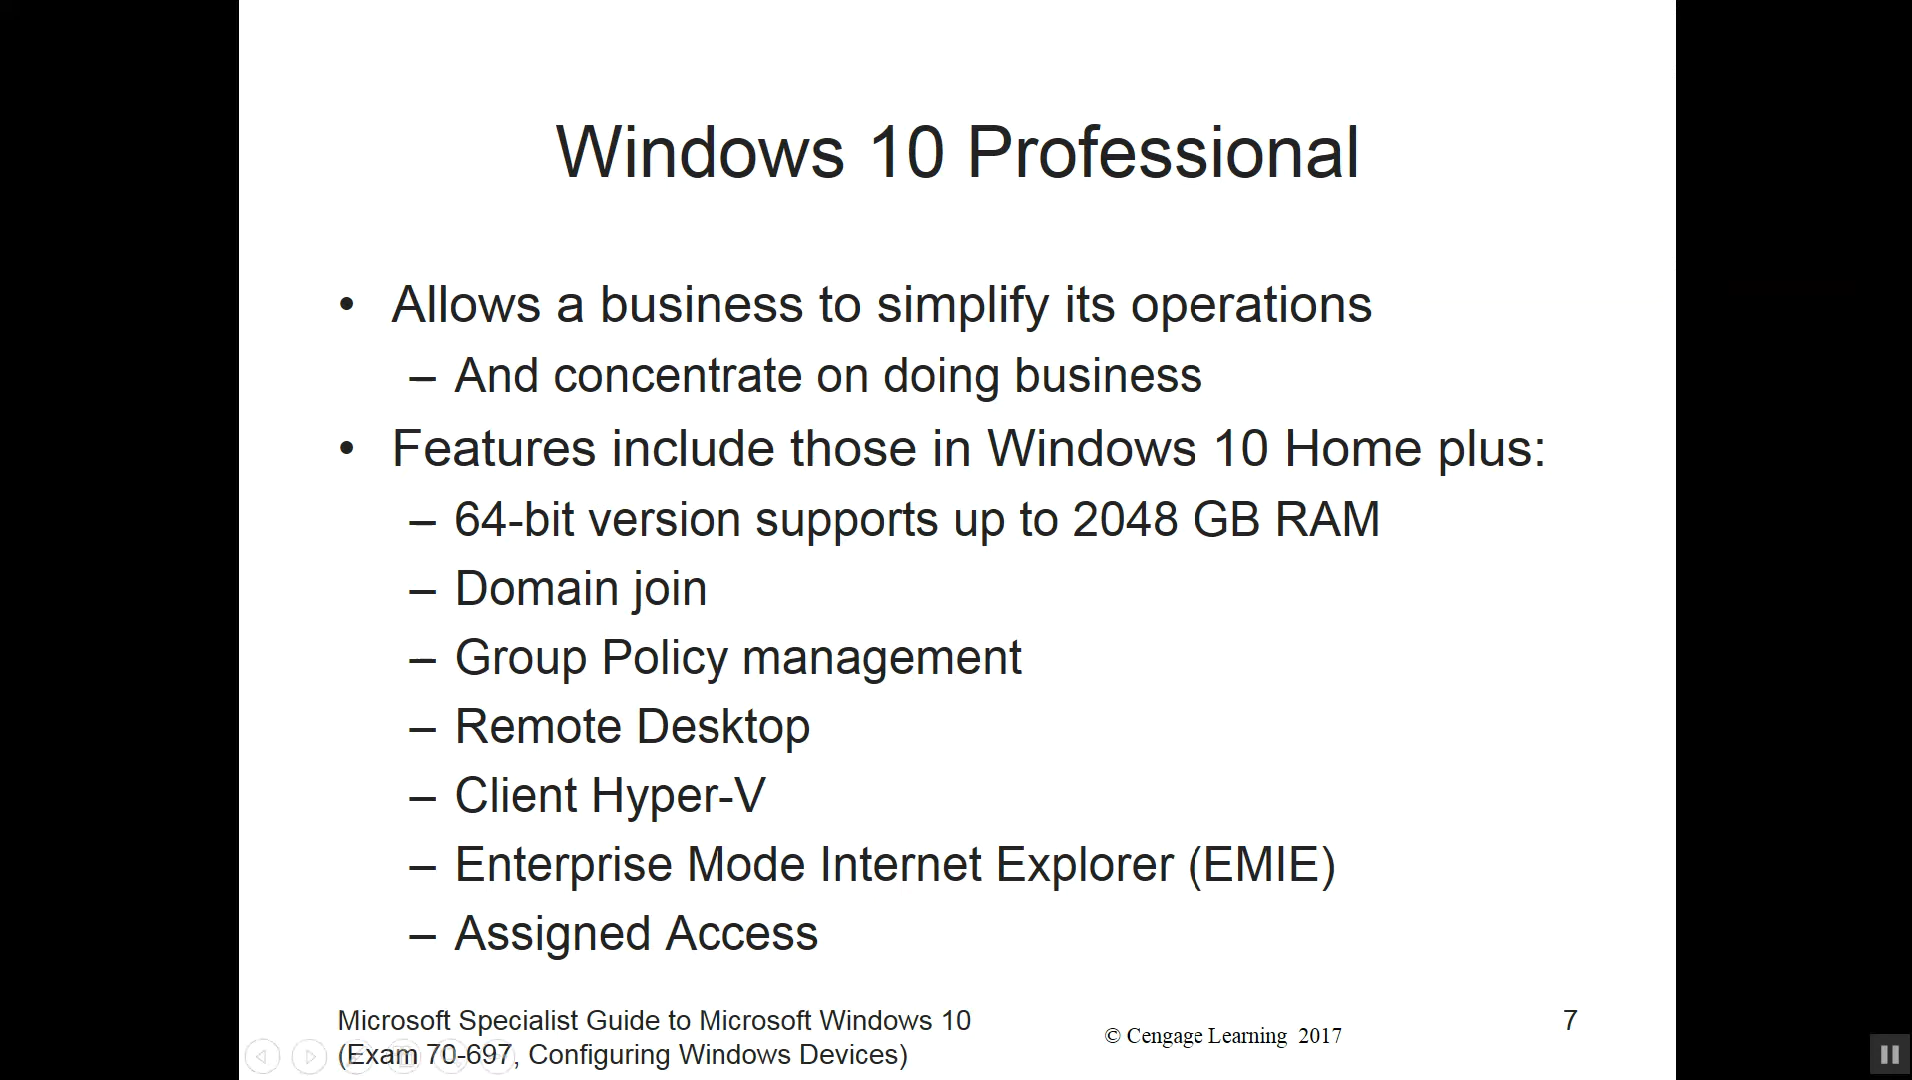 Windows 10 Professional
• Allows a business to simplify its operations
– And concentrate on doing business
• Features include those in Windows 10 Home plus:
– 64-bit version supports up to 2048 GB RAM
– Domain join
– Group Policy management
– Remote Desktop
– Client Hyper-V
– Enterprise Mode Internet Explorer (EMIE)
– Assigned Access
Microsoft Specialist Guide to Microsoft Windows 10
(Exam 70-697, Configuring Windows Devices)
© Cengage Learning 2017
7